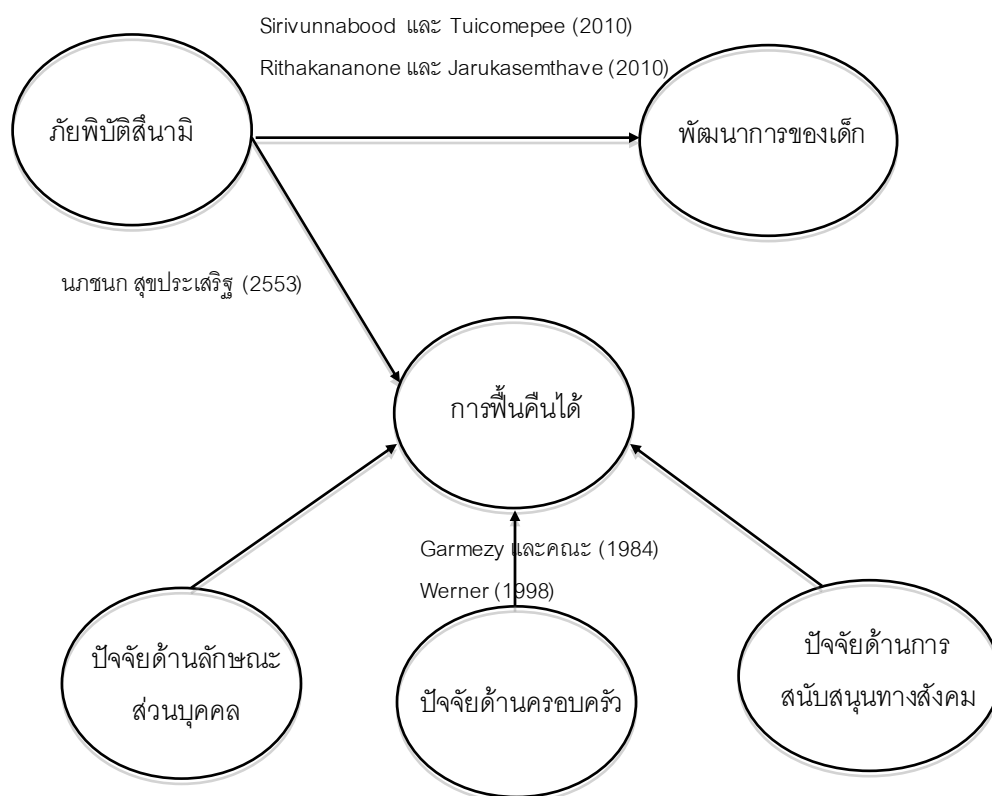 Sirivunnabood และ Tuicomepee (2010)
Rithakananone และ Jarukasemthave (2010)
ภัยพิบัติสึนามิ
พัฒนาการของเด็ก
นภชนก สุขประเสริฐ (2553)
การฟื้นคืนได้
Garmezy และคณะ (1984)
Werner (1998)
ปัจจัยด้านลักษณะ
ส่วนบุคคล
ปัจจัยด้านครอบครัว
ปัจจัยด้านการ
สนับสนุนทางสังคม